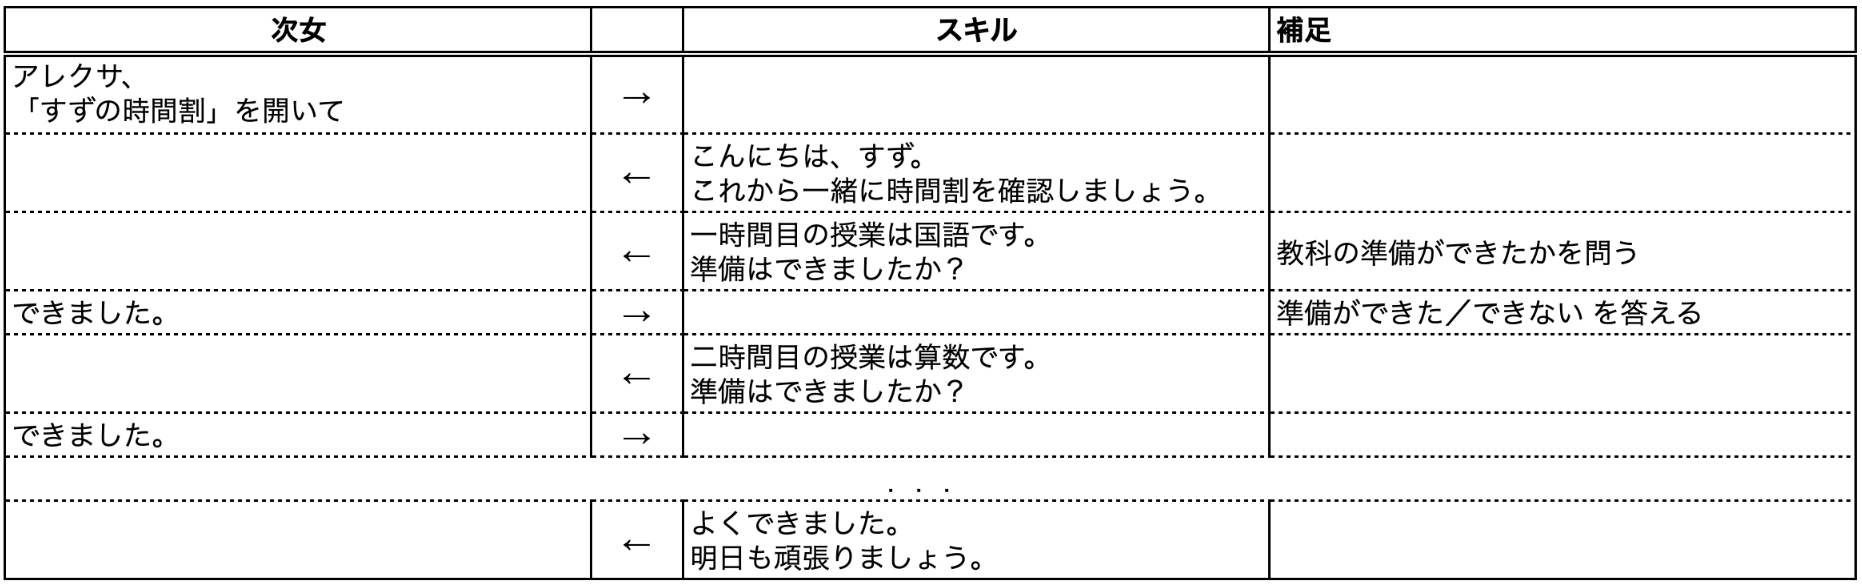 次女 スキル 補足
アレクサ、
「すずの時間割」を開いて
→
←
こんにちは、すず。
これから一緒に時間割を確認しましょう。
←
一時間目の授業は国語です。
準備はできましたか？
教科の準備ができたかを問う
できました。 → 準備ができた／できない を答える
←
二時間目の授業は算数です。
準備はできましたか？
できました。 →
．．．
←
よくできました。
明日も頑張りましょう。